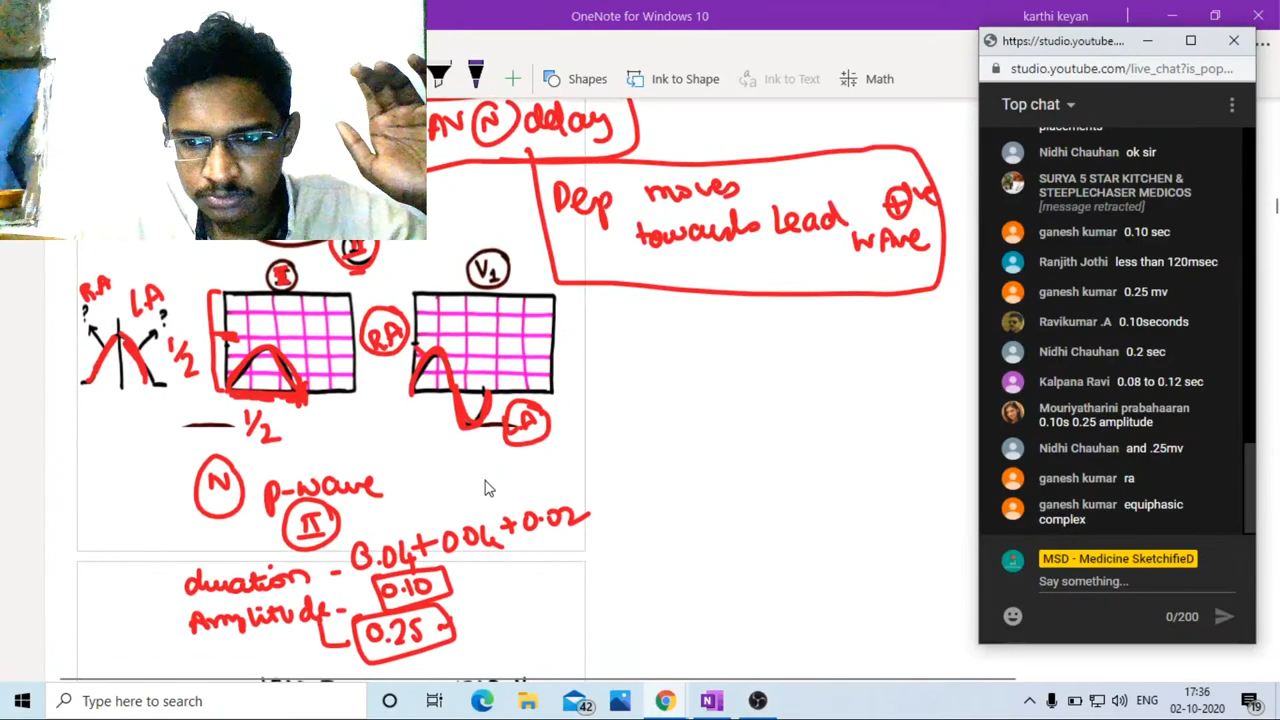 OneNote for Windows 10
karthi keyan
Shapes
Ink to Shape
Ink to Text
Math
AV N delay
Dep moves
towards Lead
+ve
wave
II
V1
RA
LA
?
?
1/2
1/2
RA
LA
N
p-wave
II
duration - 0.04+0.04+0.02
0.10
Amplitude -
0.25
https://studio.youtube....
studio.youtube.com/
e_chat?is_pop...
Top chat
placements
Nidhi Chauhan ok sir
SURYA 5 STAR KITCHEN &
STEEPLECHASER MEDICOS
[message retracted]
ganesh kumar 0.10 sec
Ranjith Jothi less than 120msec
ganesh kumar 0.25 mv
Ravikumar .A 0.10seconds
Nidhi Chauhan 0.2 sec
Kalpana Ravi 0.8 to 0.12 sec
Mouriyatharini prabahaaran
0.10s 0.25 amplitude
Nidhi Chauhan and .25mv
ganesh kumar ra
ganesh kumar equiphasic
complex
MSD - Medicine SketchifieD
Say something...
0/200
Type here to search
42
17:36
02-10-2020
19